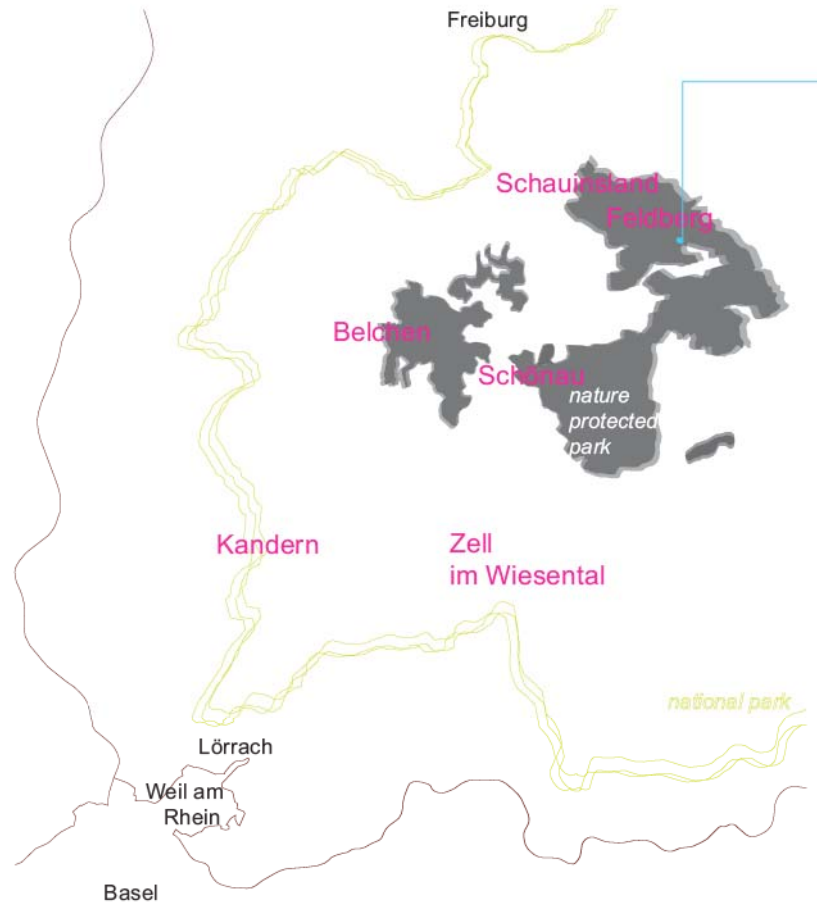 Freiburg
Schauinsland
Feldberg
Belchen
Schönau
nature
protected
park
Kandern
Zell
im Wiesental
national park
Lörrach
Weil am
Rhein
Basel